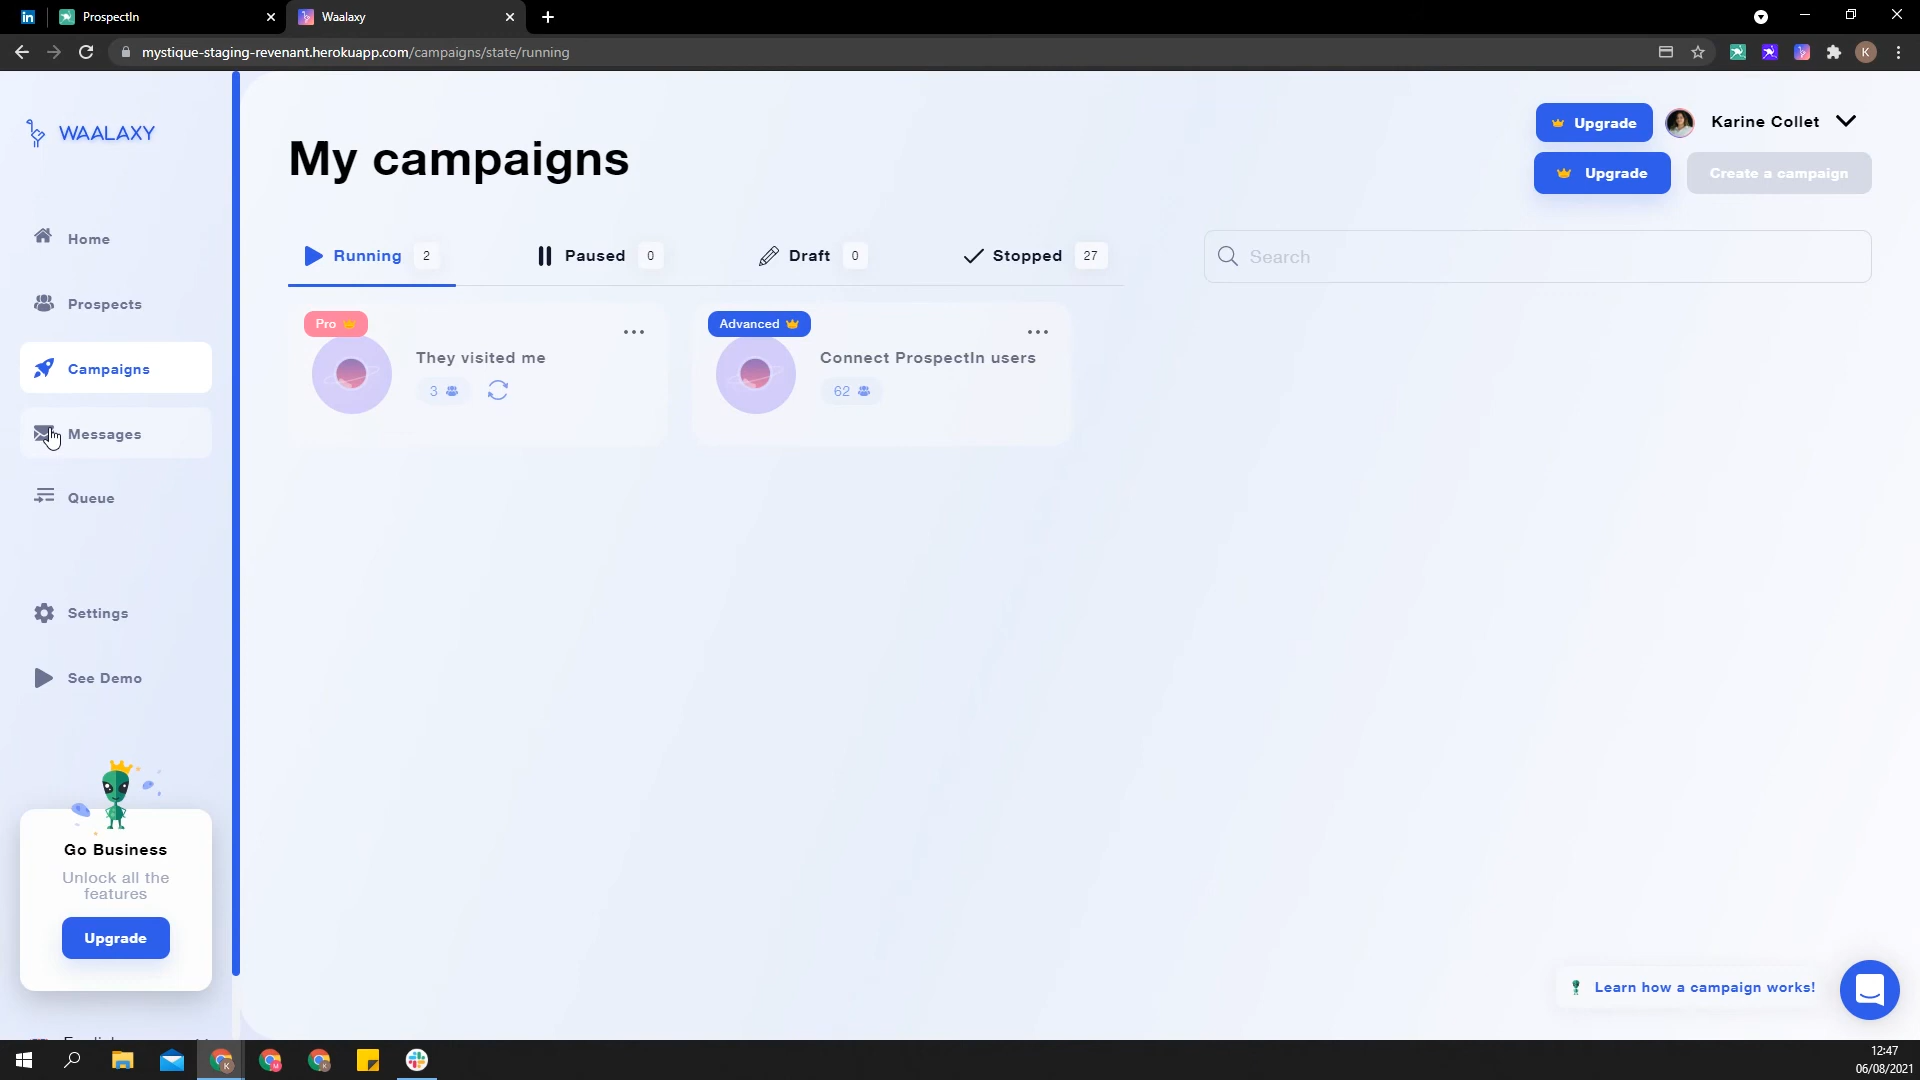 ProspectIn
Waalaxy
mystique-staging-revenant.herokuapp.com/campaigns/state/running
K
WAALAXY
Home
Prospects
Campaigns
Messages
Queue
Settings
See Demo
Go Business
Unlock all the
features
Upgrade
My campaigns
Upgrade
Karine Collet
Upgrade
Create a campaign
Running 2
Paused 0
Draft 0
Stopped 27
Search
Pro
They visited me
3
Advanced
Connect ProspectIn users
62
Learn how a campaign works!
12:47
06/08/2021